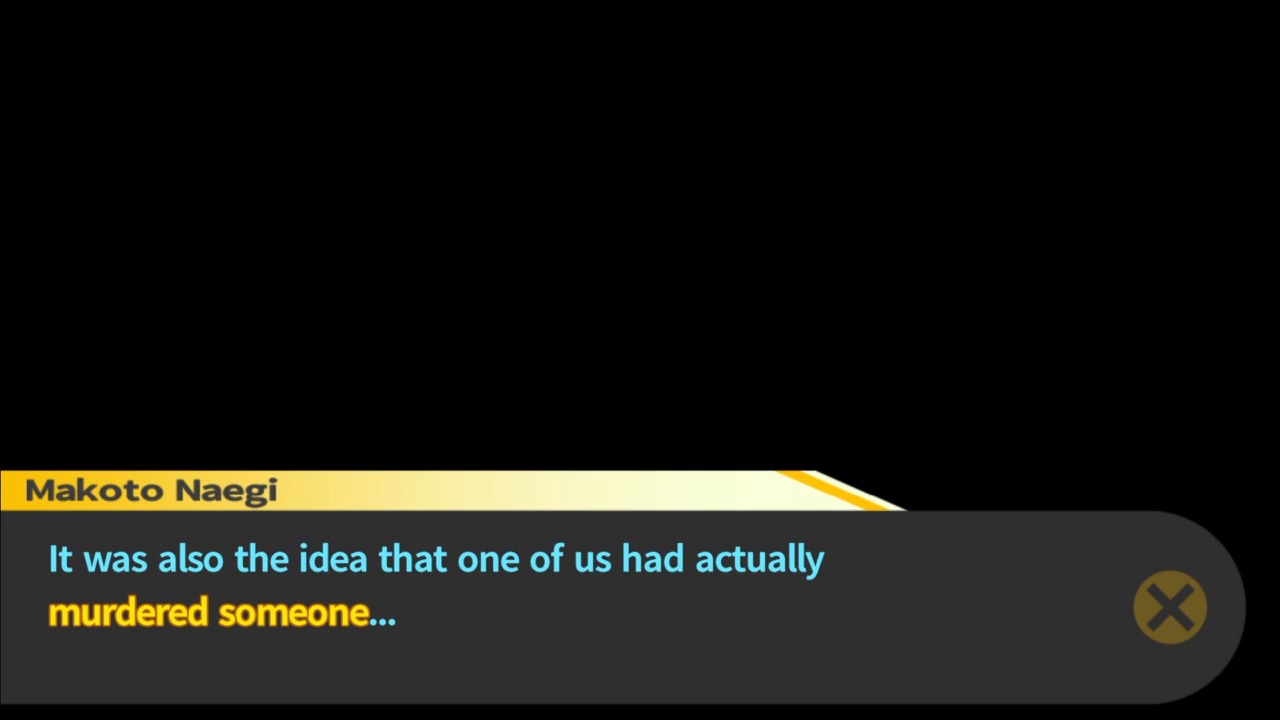 Makoto Naegi
It was also the idea that one of us had actually
murdered someone...